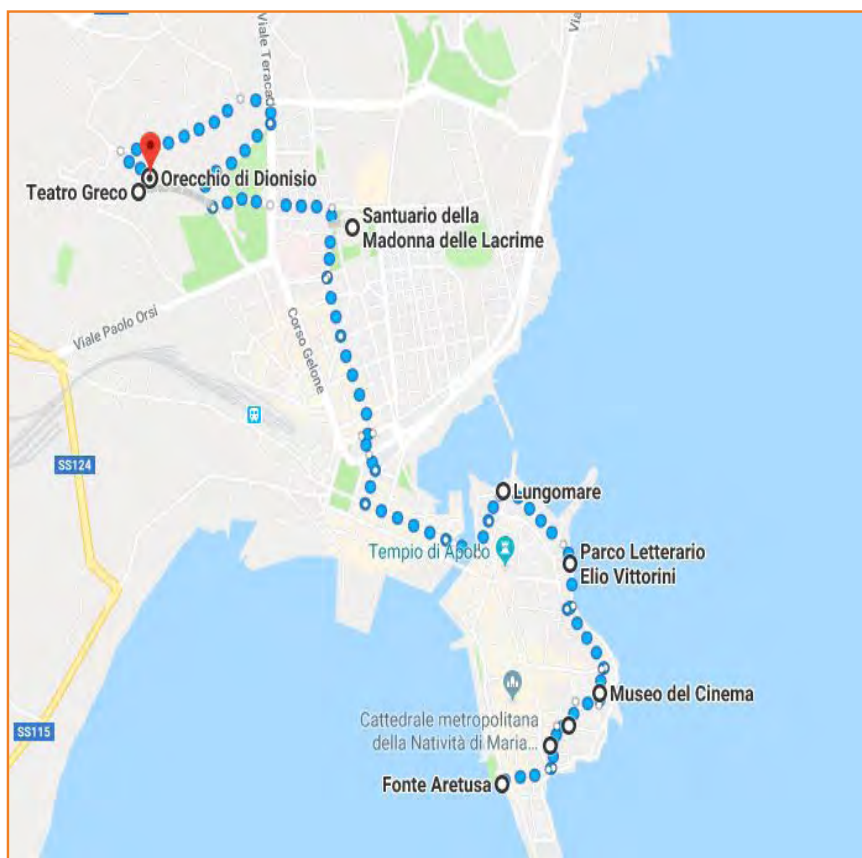 Viale Teracati
Via
Orecchio di Dionisio
Teatro Greco
Santuario della
Madonna delle Lacrime
Viale Paolo Orsi
Corso Gelone
SS124
Lungomare
Tempio di Apollo
Parco Letterario
Elio Vittorini
Museo del Cinema
Cattedrale metropolitana
della Natività di Maria...
SS115
Fonte Aretusa